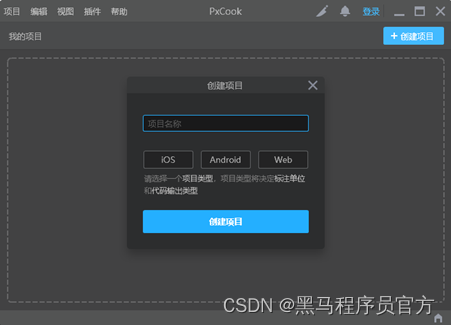 项目 编辑 视图 插件 帮助 PxCook 登录
我的项目 + 创建项目
创建项目
项目名称
iOS Android Web
请选择一个项目类型，项目类型将决定标注单位
和代码输出类型
创建项目
CSDN @黑马程序员官方